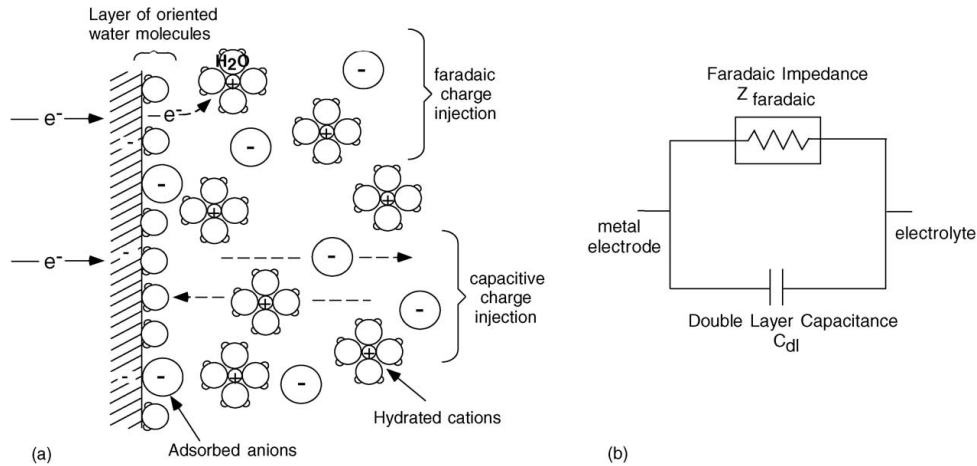 Layer of oriented
water molecules
H2O
+
-
faradaic
charge
injection
e-
e-
-
+
-
-
-
+
+
e-
-
-
capacitive
charge
injection
+
-
-
-
+
-
+
Hydrated cations
Adsorbed anions
(a)
Faradaic Impedance
Z faradaic
metal
electrode
electrolyte
Double Layer Capacitance
Cdl
(b)